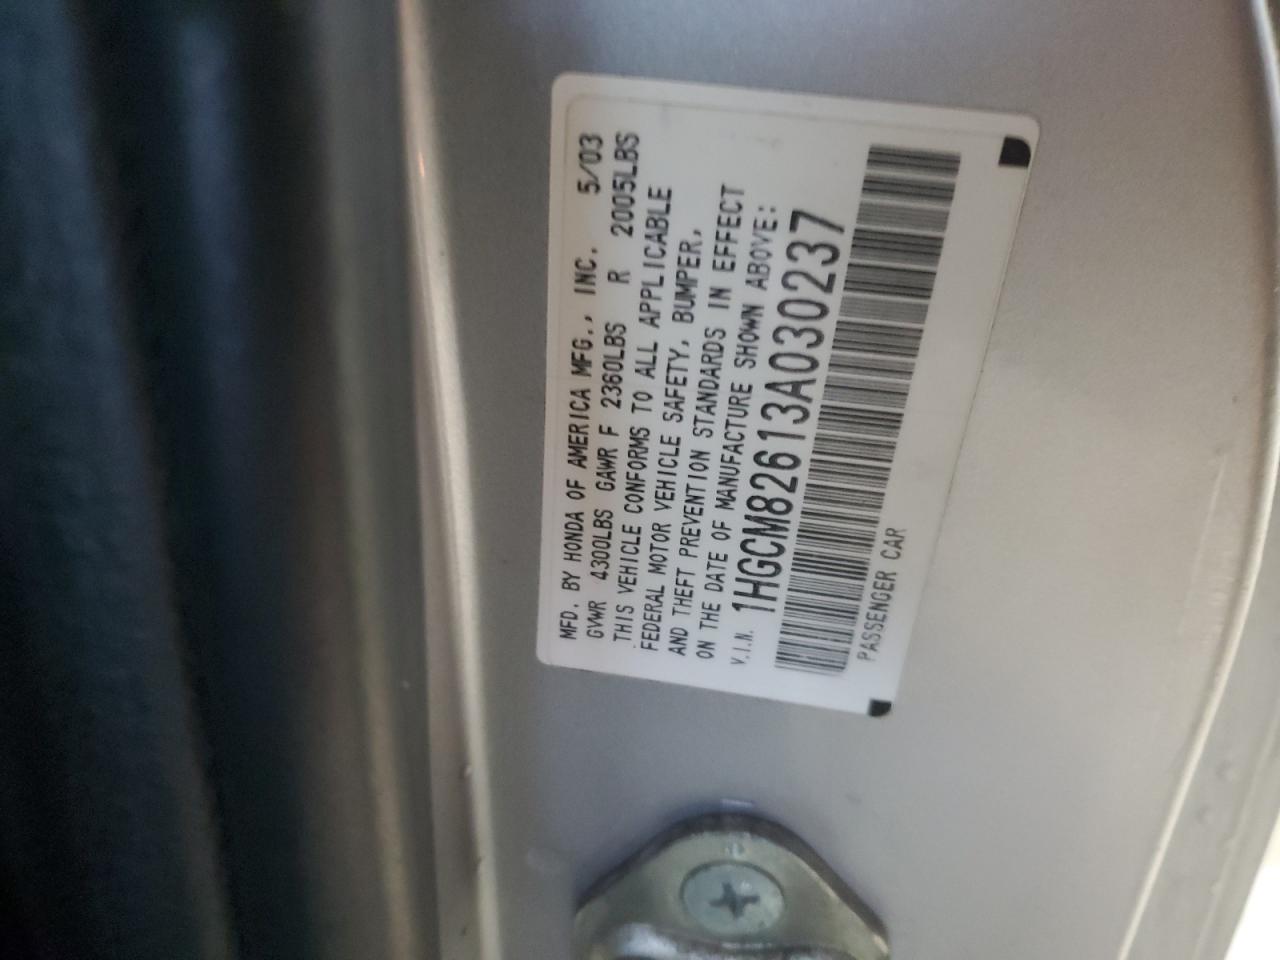 MFD. BY HONDA OF AMERICA MFG., INC. 5/03
GVWR 4300LBS GAWR F 2360LBS R 2005LBS
THIS VEHICLE CONFORMS TO ALL APPLICABLE
FEDERAL MOTOR VEHICLE SAFETY, BUMPER,
AND THEFT PREVENTION STANDARDS IN EFFECT
ON THE DATE OF MANUFACTURE SHOWN ABOVE:
V.I.N. 1HGCM82613A030237
PASSENGER CAR